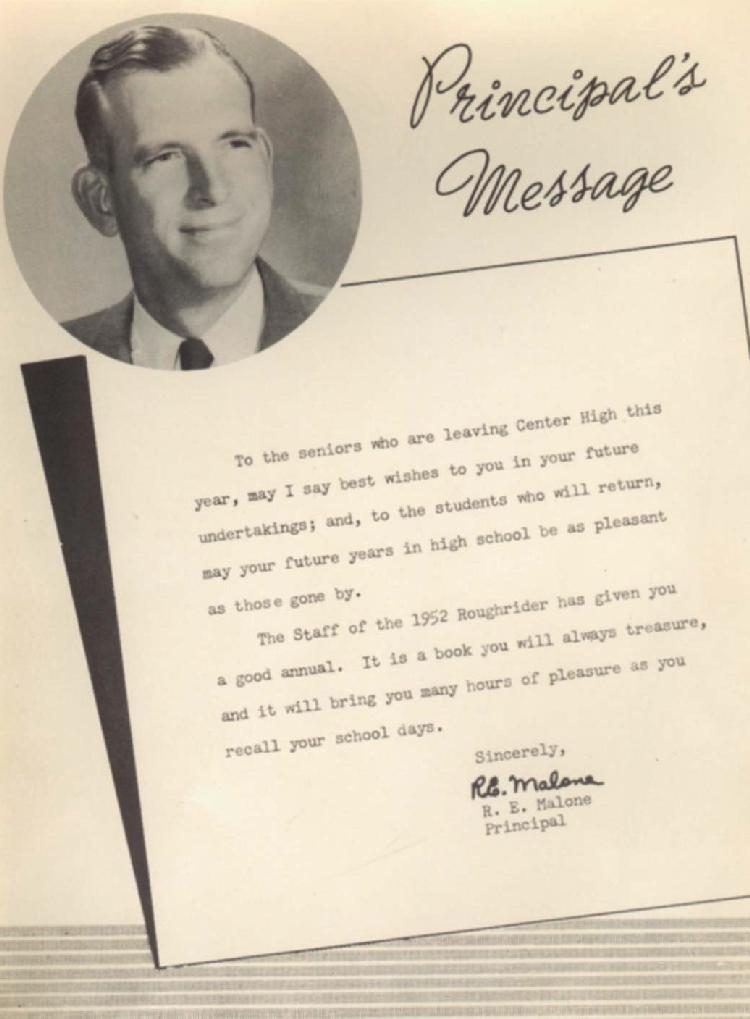 Principal's
Message
To the seniors who are leaving Center High this
year, may I say best wishes to you in your future
undertakings; and, to the students who will return,
may your future years in high school be as pleasant
as those gone by.
The Staff of the 1952 Roughrider has given you
a good annual. It is a book you will always treasure,
and it will bring you many hours of pleasure as you
recall your school days.
Sincerely,
R.E. Malone
R. E. Malone
Principal